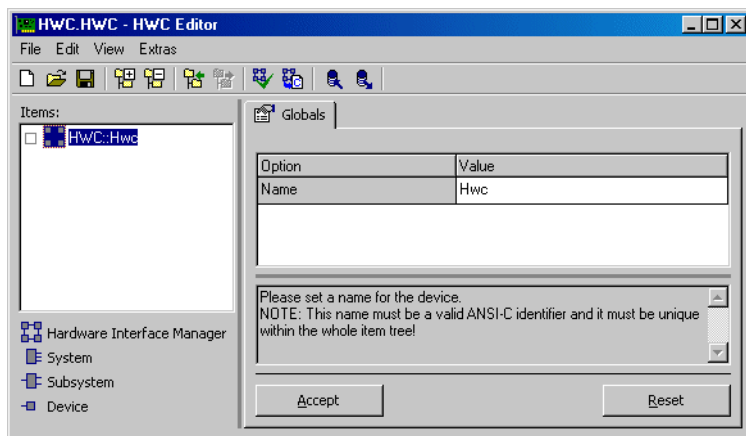 HWC.HWC - HWC Editor
File Edit View Extras
Items:
HWC::Hwc
Hardware Interface Manager
System
Subsystem
Device
Globals
Option Value
Name Hwc
Please set a name for the device.
NOTE: This name must be a valid ANSI-C identifier and it must be unique
within the whole item tree!
Accept Reset